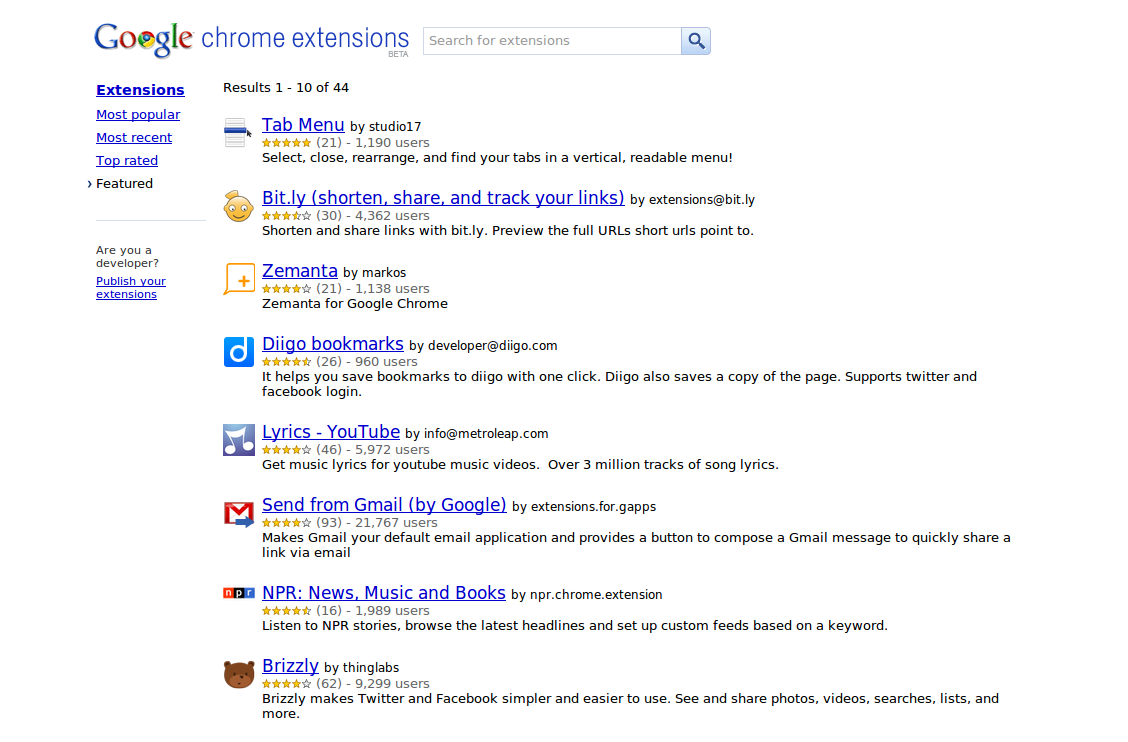 Google chrome extensions
BETA
Search for extensions
Extensions
Most popular
Most recent
Top rated
› Featured
Are you a
developer?
Publish your
extensions
Results 1 - 10 of 44
Tab Menu by studio17
(21) - 1,190 users
Select, close, rearrange, and find your tabs in a vertical, readable menu!
Bit.ly (shorten, share, and track your links) by extensions@bit.ly
(30) - 4,362 users
Shorten and share links with bit.ly. Preview the full URLs short urls point to.
Zemanta by markos
(21) - 1,138 users
Zemanta for Google Chrome
d
Diigo bookmarks by developer@diigo.com
(26) - 960 users
It helps you save bookmarks to diigo with one click. Diigo also saves a copy of the page. Supports twitter and
facebook login.
Lyrics - YouTube by info@metroleap.com
(46) - 5,972 users
Get music lyrics for youtube music videos.  Over 3 million tracks of song lyrics.
Send from Gmail (by Google) by extensions.for.gapps
(93) - 21,767 users
Makes Gmail your default email application and provides a button to compose a Gmail message to quickly share a
link via email
npr
NPR: News, Music and Books by npr.chrome.extension
(16) - 1,989 users
Listen to NPR stories, browse the latest headlines and set up custom feeds based on a keyword.
Brizzly by thinglabs
(62) - 9,299 users
Brizzly makes Twitter and Facebook simpler and easier to use. See and share photos, videos, searches, lists, and
more.